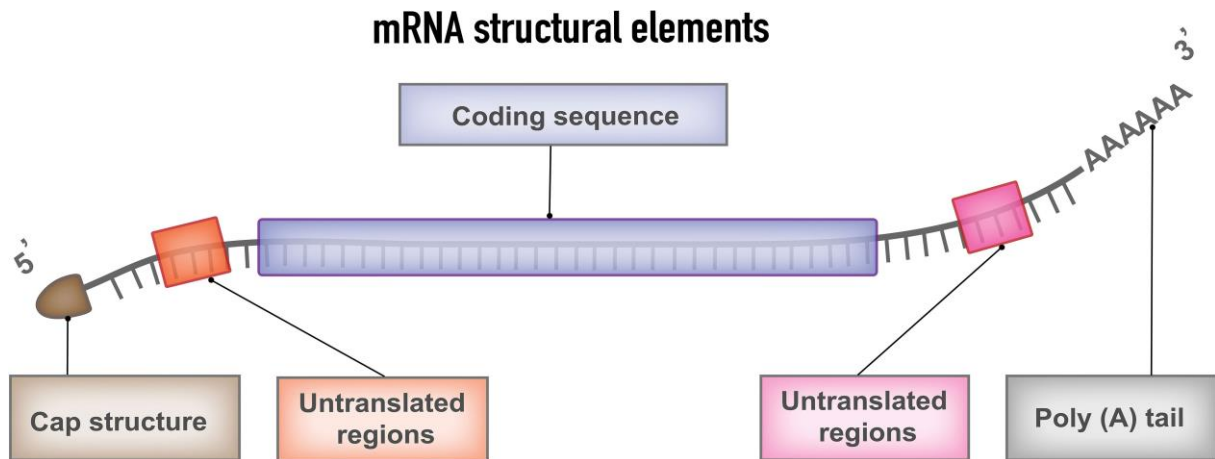 mRNA structural elements
Coding sequence
5’
3’
AAAAAA
Cap structure
Untranslated
regions
Untranslated
regions
Poly (A) tail